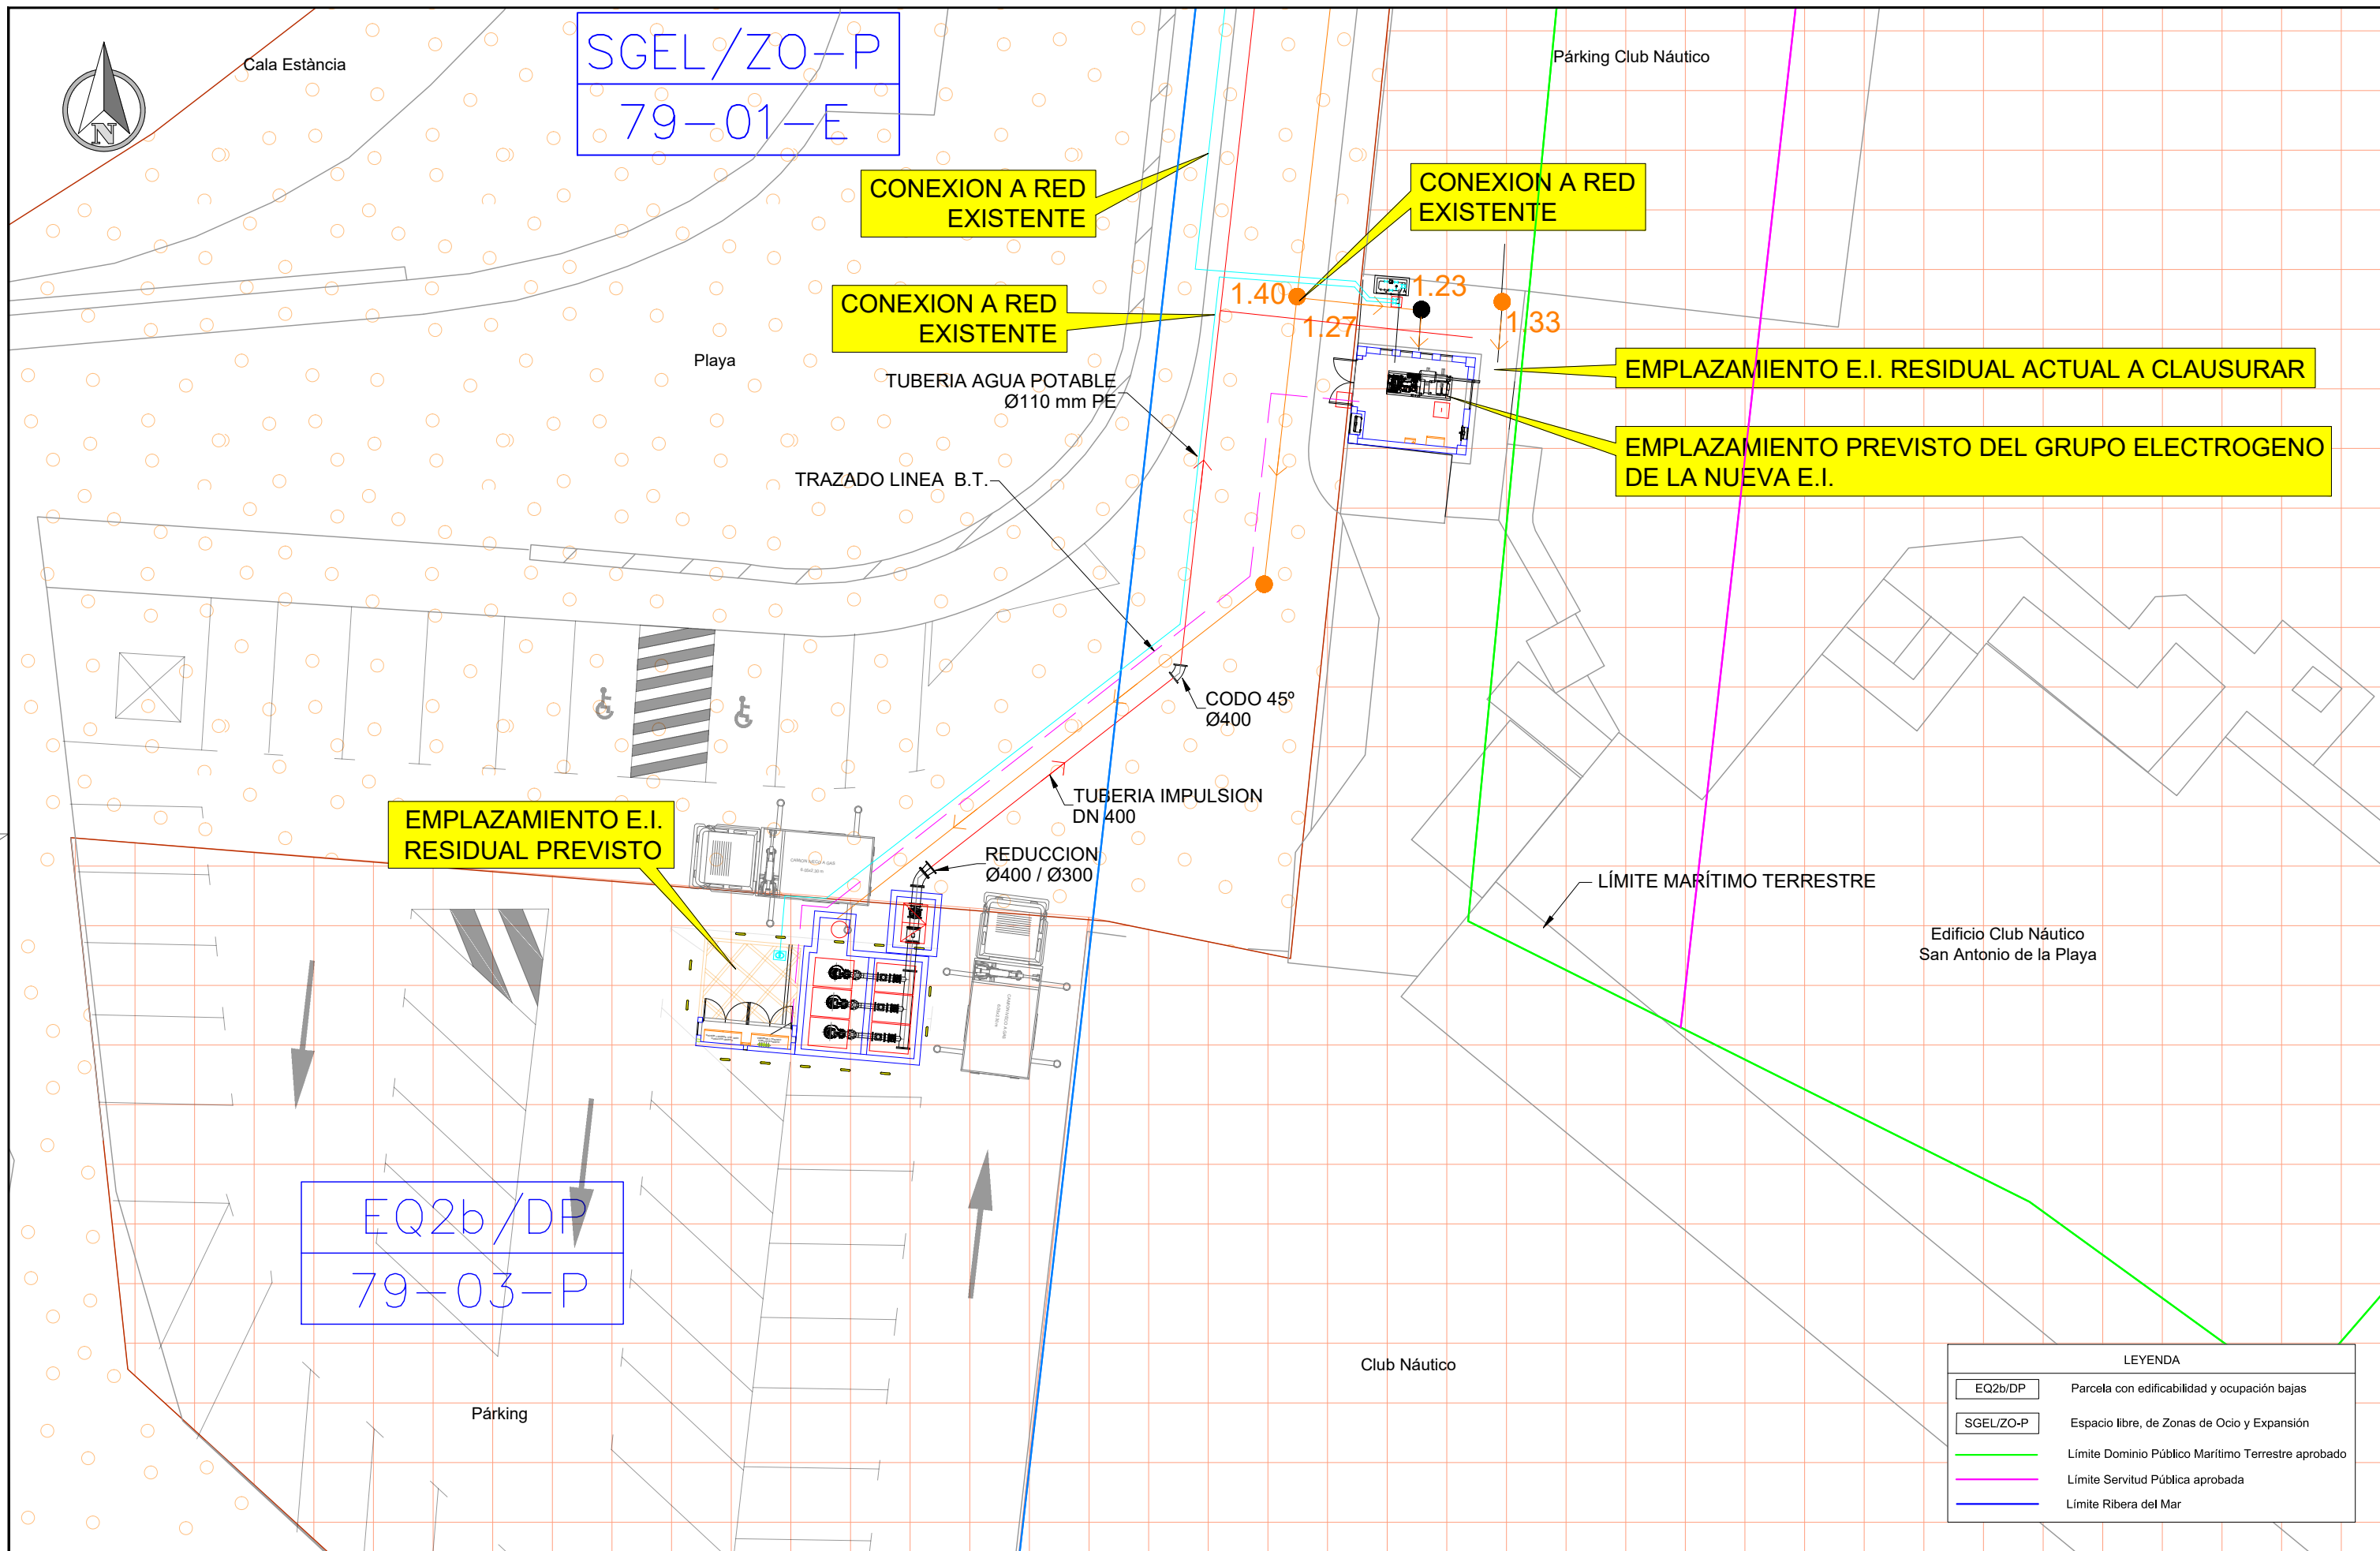 SGEL/ZO-P
79-01-E
Cala Estància
N
Párking Club Náutico
CONEXION A RED
EXISTENTE
CONEXION A RED
EXISTENTE
CONEXION A RED
EXISTENTE
1.40
1.23
1.27
1.33
Playa
EMPLAZAMIENTO E.I. RESIDUAL ACTUAL A CLAUSURAR
TUBERIA AGUA POTABLE
Ø110 mm PE
EMPLAZAMIENTO PREVISTO DEL GRUPO ELECTROGENO
DE LA NUEVA E.I.
TRAZADO LINEA B.T.
CODO 45º
Ø400
TUBERIA IMPULSION
DN 400
EMPLAZAMIENTO E.I.
RESIDUAL PREVISTO
REDUCCION
Ø400 / Ø300
LÍMITE MARÍTIMO TERRESTRE
Edificio Club Náutico
San Antonio de la Playa
EQ2b/DP
79-03-P
Club Náutico
Párking
LEYENDA
EQ2b/DP Parcela con edificabilidad y ocupación bajas
SGEL/ZO-P Espacio libre, de Zonas de Ocio y Expansión
Límite Dominio Público Marítimo Terrestre aprobado
Límite Servitud Pública aprobada
Límite Ribera del Mar